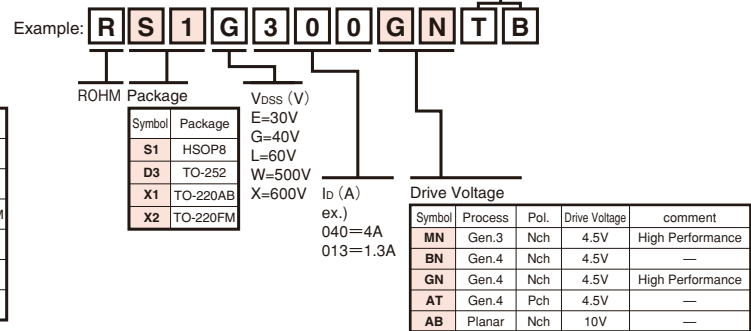 Example: R S 1 G 3 0 0 G N T B
ROHM
Package
Symbol Package
S1 HSOP8
D3 TO-252
X1 TO-220AB
X2 TO-220FM
VDSS (V)
E=30V
G=40V
L=60V
W=500V
X=600V
ID (A)
ex.)
040=4A
013=1.3A
Drive Voltage
Symbol Process Pol. Drive Voltage comment
MN Gen.3 Nch 4.5V High Performance
BN Gen.4 Nch 4.5V —
GN Gen.4 Nch 4.5V High Performance
AT Gen.4 Pch 4.5V —
AB Planar Nch 10V —